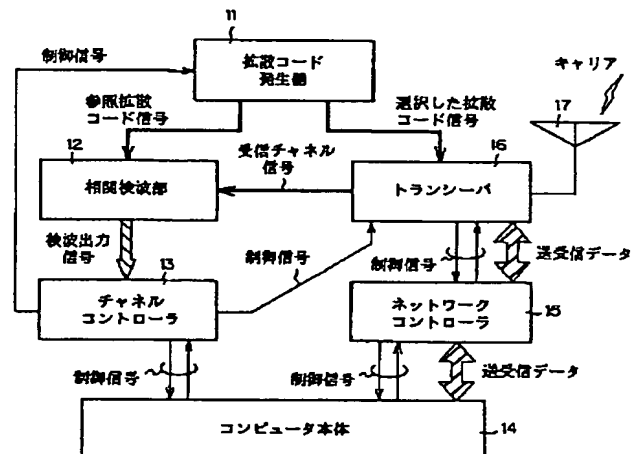 11
制御信号
拡散コード
発生器
キャリア
参照拡散
コード信号
選択した拡散
コード信号
17
12
受信チャネル
信号
16
相関検波部
トランシーバ
検波出力
信号
13
制御信号
制御信号
送受信データ
チャネル
コントローラ
ネットワーク
コントローラ
15
制御信号
制御信号
送受信データ
コンピュータ本体
14